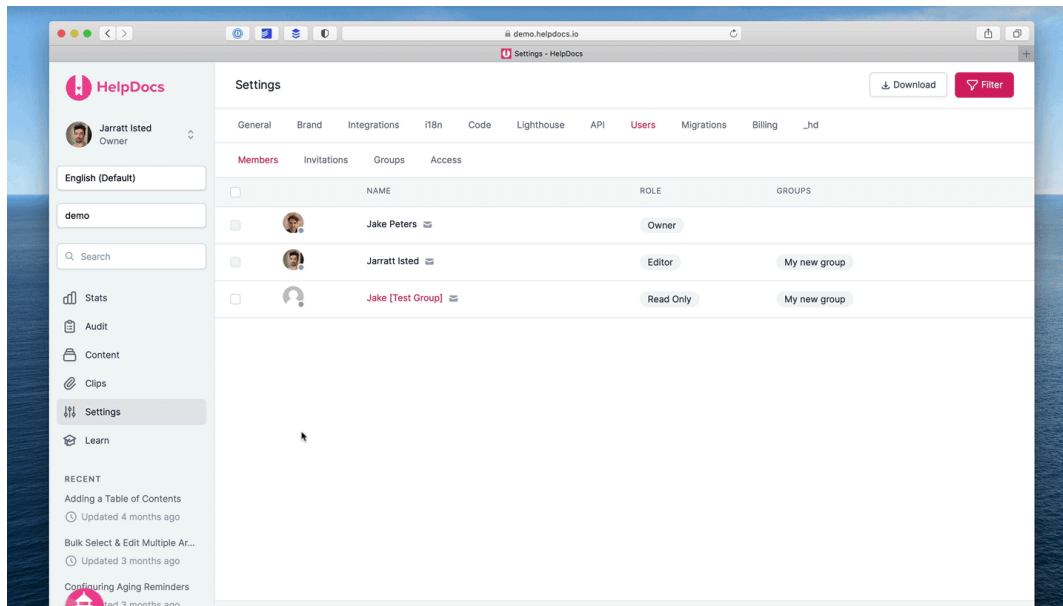 demo.helpdocs.io
Settings - HelpDocs
HelpDocs
Jarratt Isted
Owner
English (Default)
demo
Search
Stats
Audit
Content
Clips
Settings
Learn
RECENT
Adding a Table of Contents
Updated 4 months ago
Bulk Select & Edit Multiple Ar...
Updated 3 months ago
Configuring Aging Reminders
3 months ago
Settings
Download
Filter
General Brand Integrations i18n Code Lighthouse API Users Migrations Billing _hd
Members Invitations Groups Access
NAME ROLE GROUPS
Jake Peters Owner
Jarratt Isted Editor My new group
Jake [Test Group] Read Only My new group